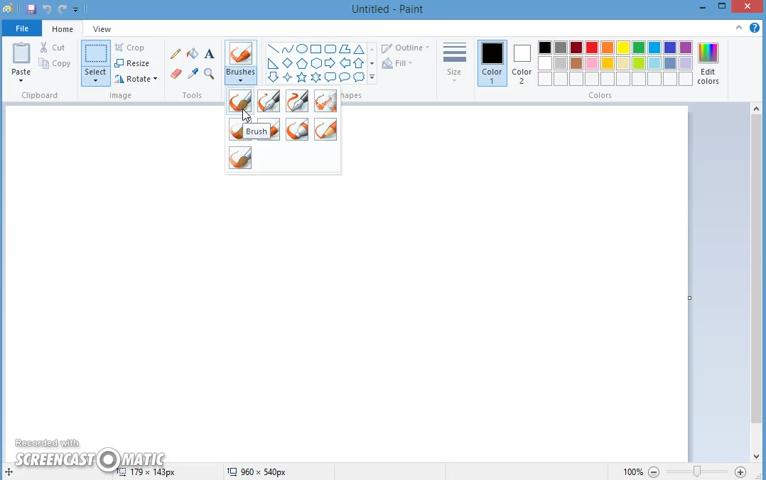 Untitled - Paint
File
Home
View
Paste
Cut
Copy
Clipboard
Select
Crop
Resize
Rotate
Image
A
Tools
Brushes
Outline
Fill
hapes
Size
Color 1
Color 2
Edit colors
Colors
Brush
Recorded with
SCREENCAST MATIC
179 × 143px
960 × 540px
100%